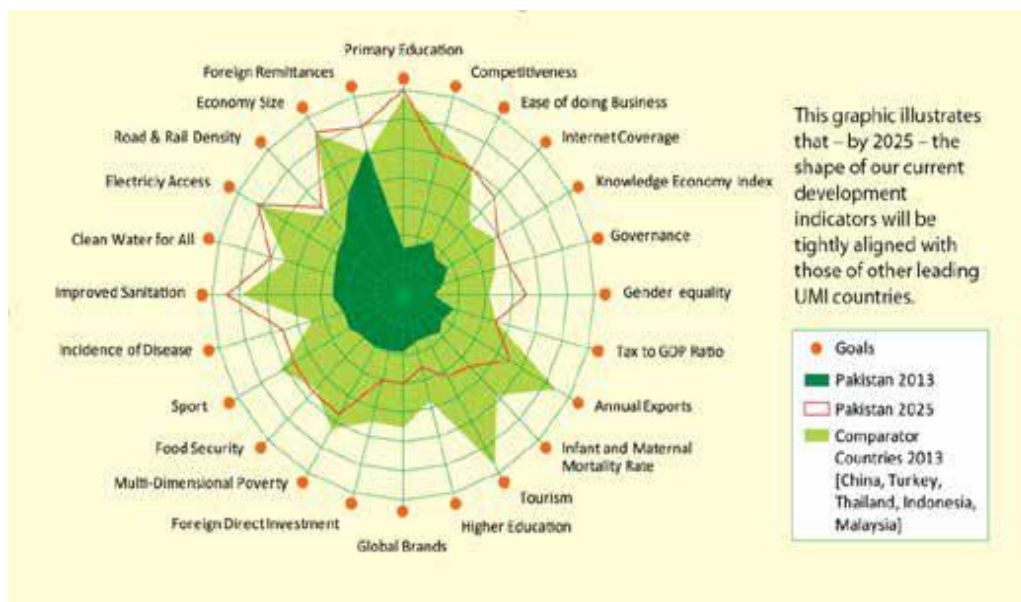 Primary Education
Competitiveness
Ease of doing Business
Internet Coverage
Knowledge Economy Index
Governance
Gender equality
Tax to GDP Ratio
Annual Exports
Infant and Maternal
Mortality Rate
Tourism
Higher Education
Global Brands
Foreign Direct Investment
Multi-Dimensional Poverty
Food Security
Sport
Incidence of Disease
Improved Sanitation
Clean Water for All
Electriciy Access
Road & Rail Density
Economy Size
Foreign Remittances
This graphic illustrates
that – by 2025 – the
shape of our current
development
indicators will be
tightly aligned with
those of other leading
UMI countries.
Goals
Pakistan 2013
Pakistan 2025
Comparator
Countries 2013
[China, Turkey,
Thailand, Indonesia,
Malaysia]